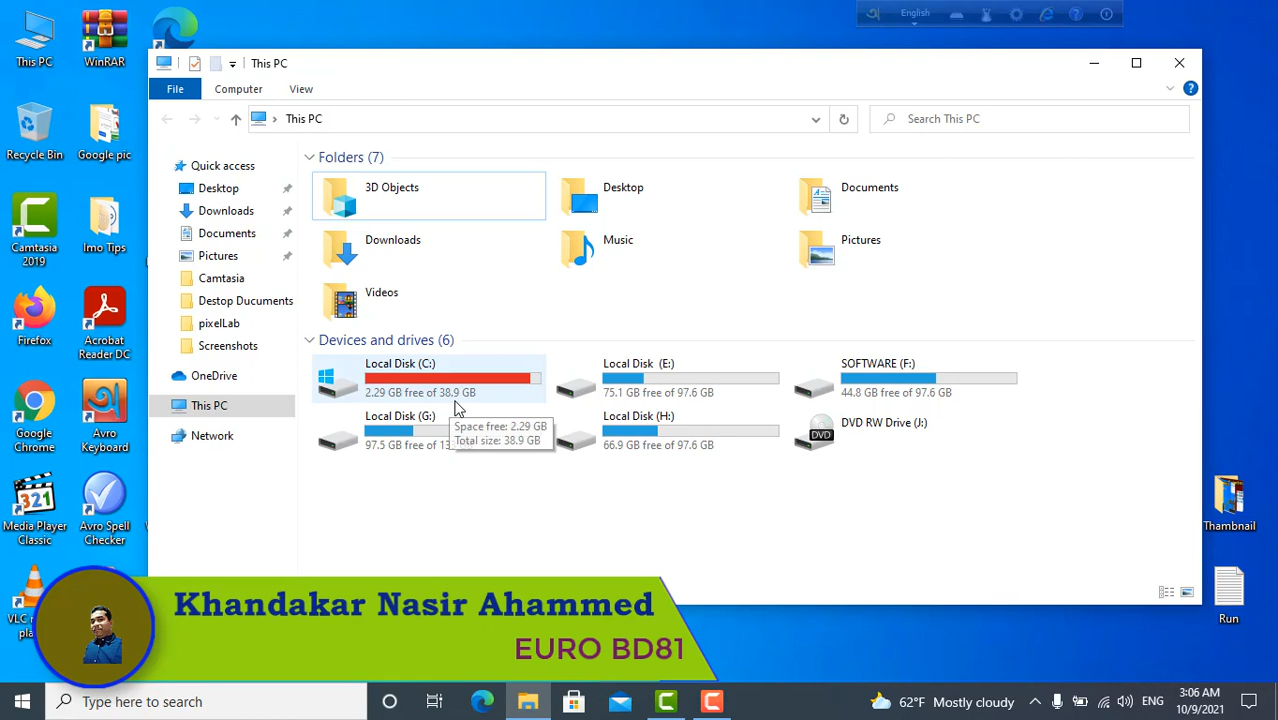 English
This PC
WinRAR
Recycle Bin
Google pic
Camtasia
2019
Imo Tips
Firefox
Acrobat
Reader DC
Google
Chrome
Avro
Keyboard
Media Player
Classic
Avro Spell
Checker
This PC
File
Computer
View
This PC
Search This PC
Quick access
Desktop
Downloads
Documents
Pictures
Camtasia
Destop Ducuments
pixelLab
Screenshots
OneDrive
This PC
Network
Folders (7)
3D Objects
Desktop
Documents
Downloads
Music
Pictures
Videos
Devices and drives (6)
Local Disk (C:)
2.29 GB free of 38.9 GB
Local Disk (E:)
75.1 GB free of 97.6 GB
SOFTWARE (F:)
44.8 GB free of 97.6 GB
Local Disk (G:)
97.5 GB free of
Space free: 2.29 GB
Total size: 38.9 GB
Local Disk (H:)
66.9 GB free of 97.6 GB
DVD RW Drive (J:)
DVD
Thambnail
Run
Khandakar Nasir Ahammed
EURO BD81
Type here to search
62°F Mostly cloudy
ENG
3:06 AM
10/9/2021